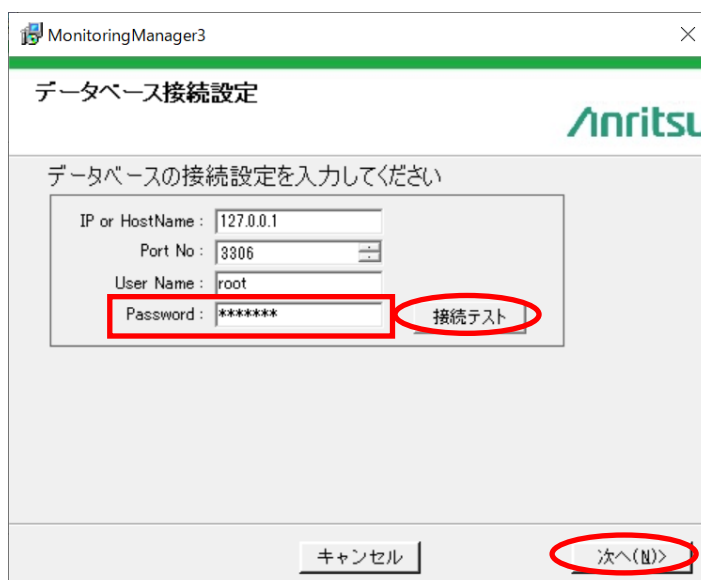 MonitoringManager3
データベース接続設定
Anritsu
データベースの接続設定を入力してください
IP or HostName : 127.0.0.1
Port No : 3306
User Name : root
Password : *******
接続テスト
キャンセル
次へ(N)>